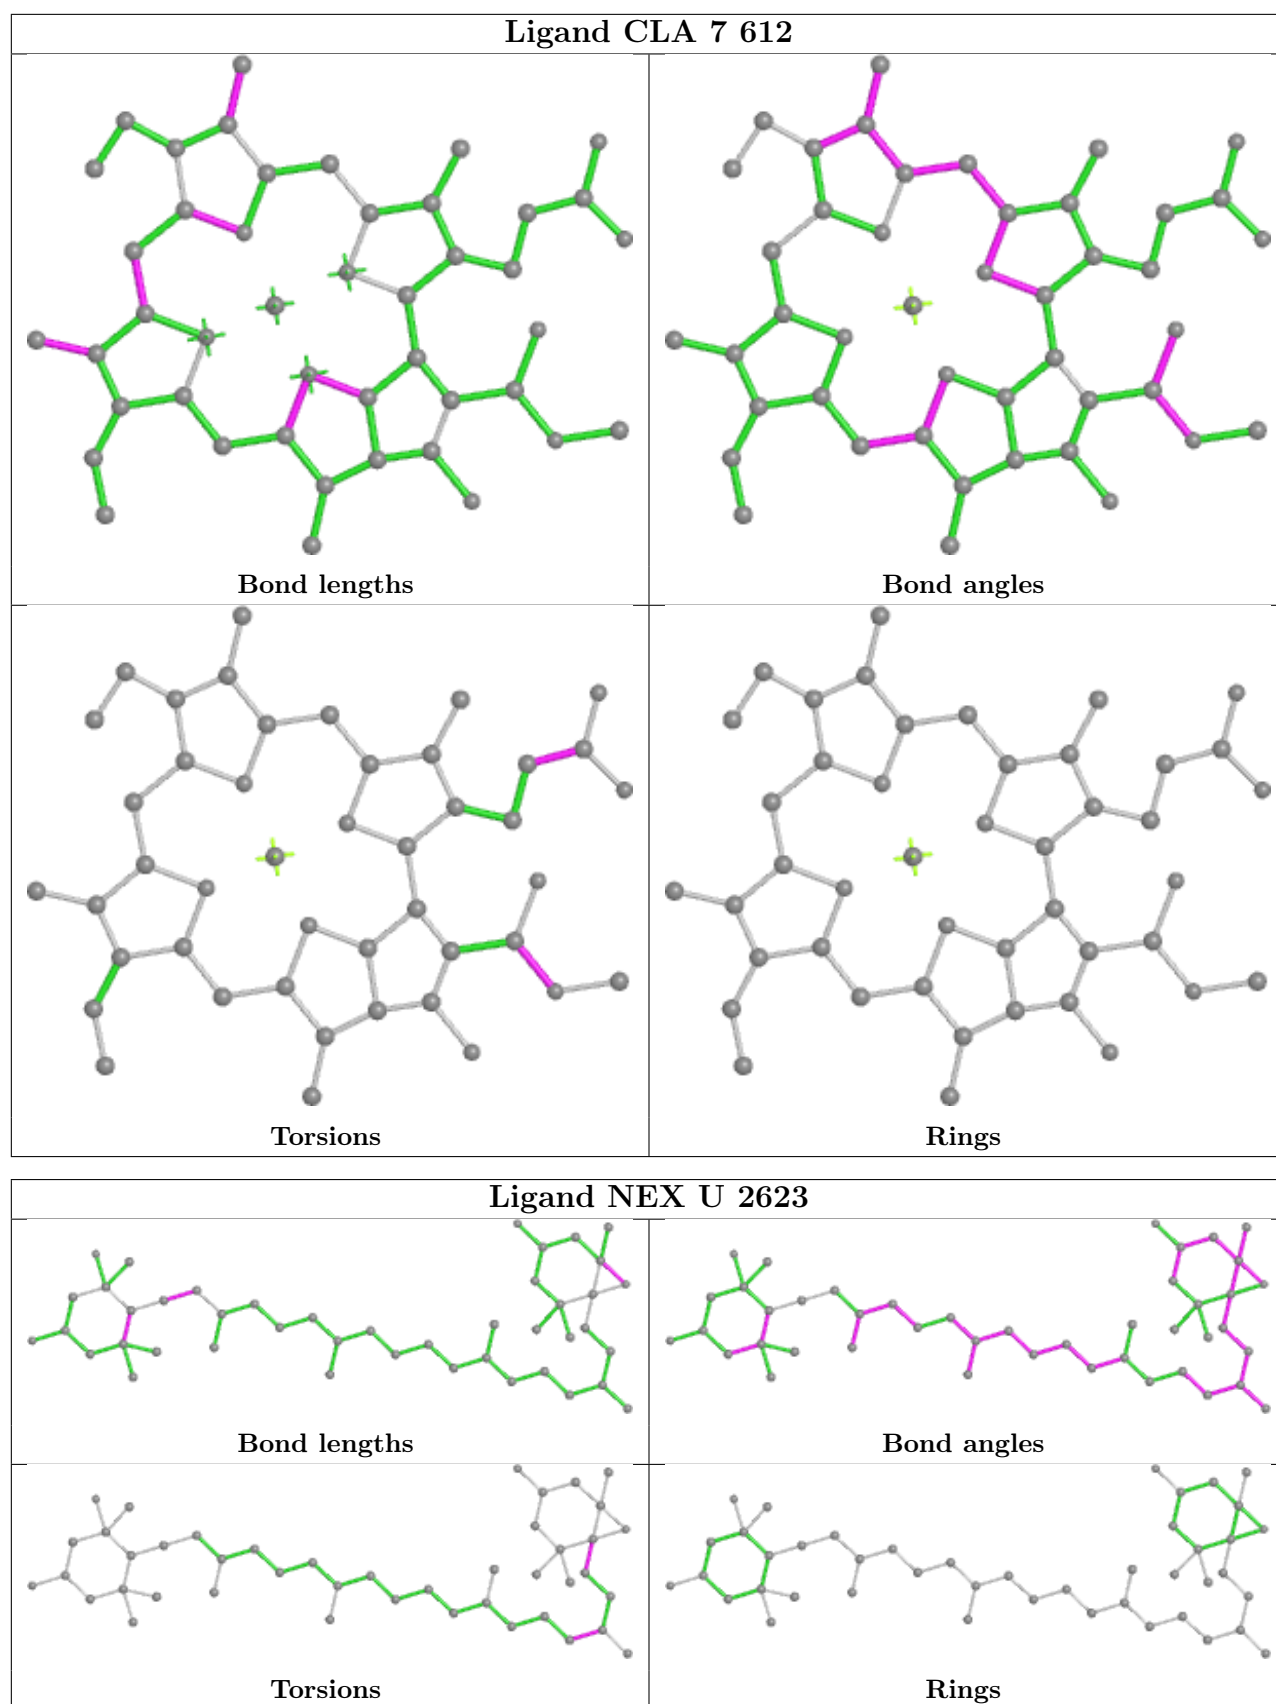 Ligand CLA 7 612
Bond lengths
Bond angles
Torsions
Rings
Ligand NEX U 2623
Bond lengths
Bond angles
Torsions
Rings